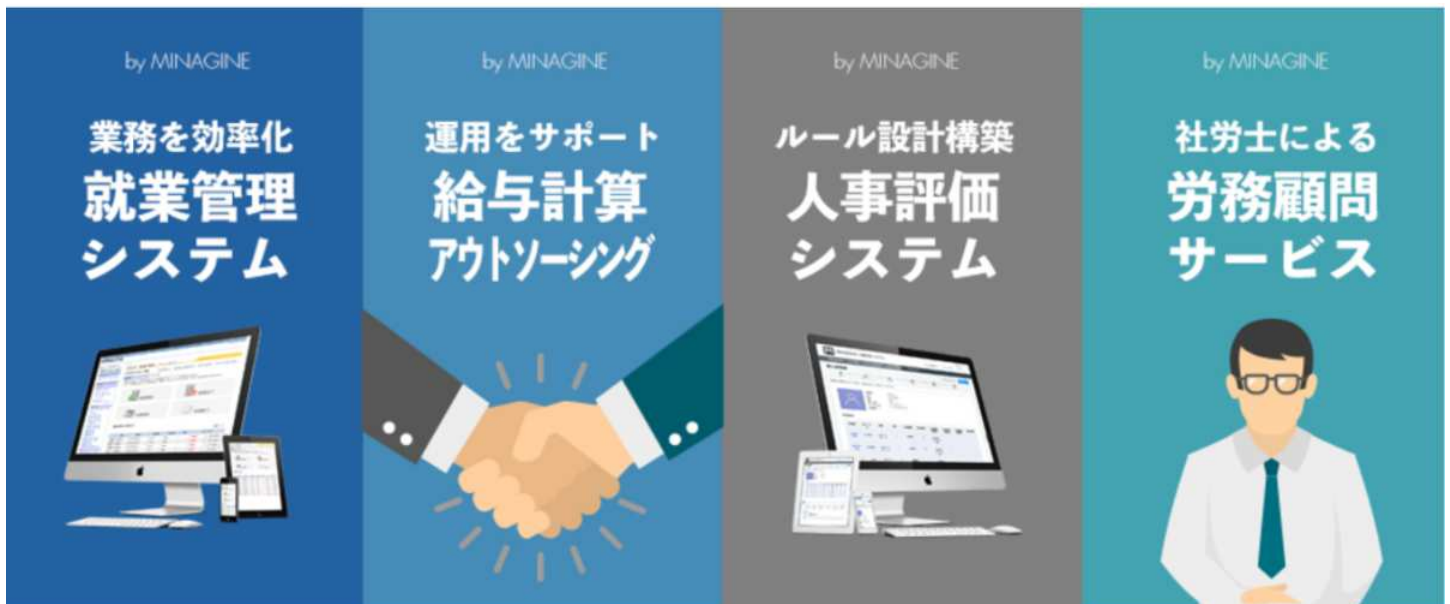 by MINAGINE
業務を効率化
就業管理
システム
by MINAGINE
運用をサポート
給与計算
アウトソーシング
by MINAGINE
ルール設計構築
人事評価
システム
by MINAGINE
社労士による
労務顧問
サービス